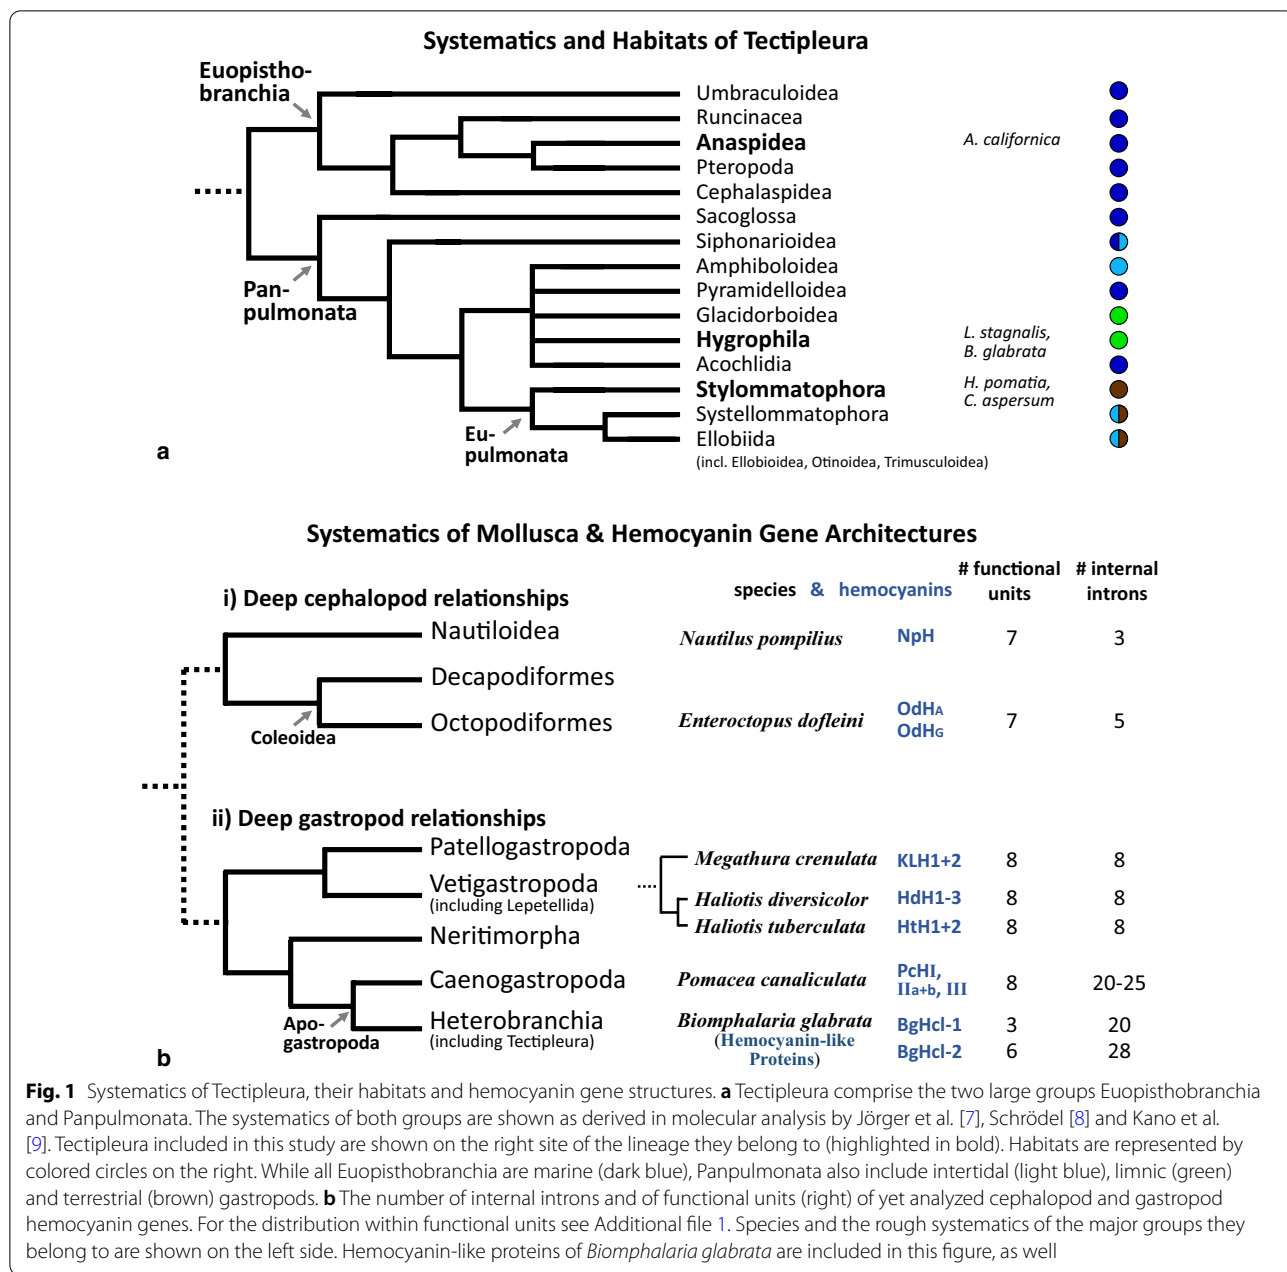 Systematics and Habitats of Tectipleura
Euopistho-
branchia
Umbraculoidea
Runcinacea
Anaspidea
A. californica
Pteropoda
Cephalaspidea
Sacoglossa
Siphonarioidea
Amphiboloidea
Pan-
pulmonata
Pyramidelloidea
Glacidorboidea
Hygrophila
L. stagnalis,
B. glabrata
Acochlidia
Stylommatophora
H. pomatia,
C. aspersum
Systellommatophora
Eu-
pulmonata
Ellobiida
(incl. Ellobioidea, Otinoidea, Trimusculoidea)
a
Systematics of Mollusca & Hemocyanin Gene Architectures
species & hemocyanins
# functional
units
# internal
introns
i) Deep cephalopod relationships
Nautiloidea
Nautilus pompilius NpH 7 3
Decapodiformes
Octopodiformes
Enteroctopus dofleini
OdHA
OdHG
7 5
Coleoidea
ii) Deep gastropod relationships
Patellogastropoda
Megathura crenulata KLH1+2 8 8
Vetigastropoda
(including Lepetellida)
Haliotis diversicolor HdH1-3 8 8
Haliotis tuberculata HtH1+2 8 8
Neritimorpha
Caenogastropoda
Pomacea canaliculata
PcHI,
IIa+b, III
8 20-25
Apo-
gastropoda
Heterobranchia
(including Tectipleura)
Biomphalaria glabrata BgHcl-1 3 20
(Hemocyanin-like
Proteins)
BgHcl-2 6 28
b
Fig. 1 Systematics of Tectipleura, their habitats and hemocyanin gene structures. a Tectipleura comprise the two large groups Euopisthobranchia
and Panpulmonata. The systematics of both groups are shown as derived in molecular analysis by Jörger et al. [7], Schrödel [8] and Kano et al.
[9]. Tectipleura included in this study are shown on the right site of the lineage they belong to (highlighted in bold). Habitats are represented by
colored circles on the right. While all Euopisthobranchia are marine (dark blue), Panpulmonata also include intertidal (light blue), limnic (green)
and terrestrial (brown) gastropods. b The number of internal introns and of functional units (right) of yet analyzed cephalopod and gastropod
hemocyanin genes. For the distribution within functional units see Additional file 1. Species and the rough systematics of the major groups they
belong to are shown on the left side. Hemocyanin-like proteins of Biomphalaria glabrata are included in this figure, as well